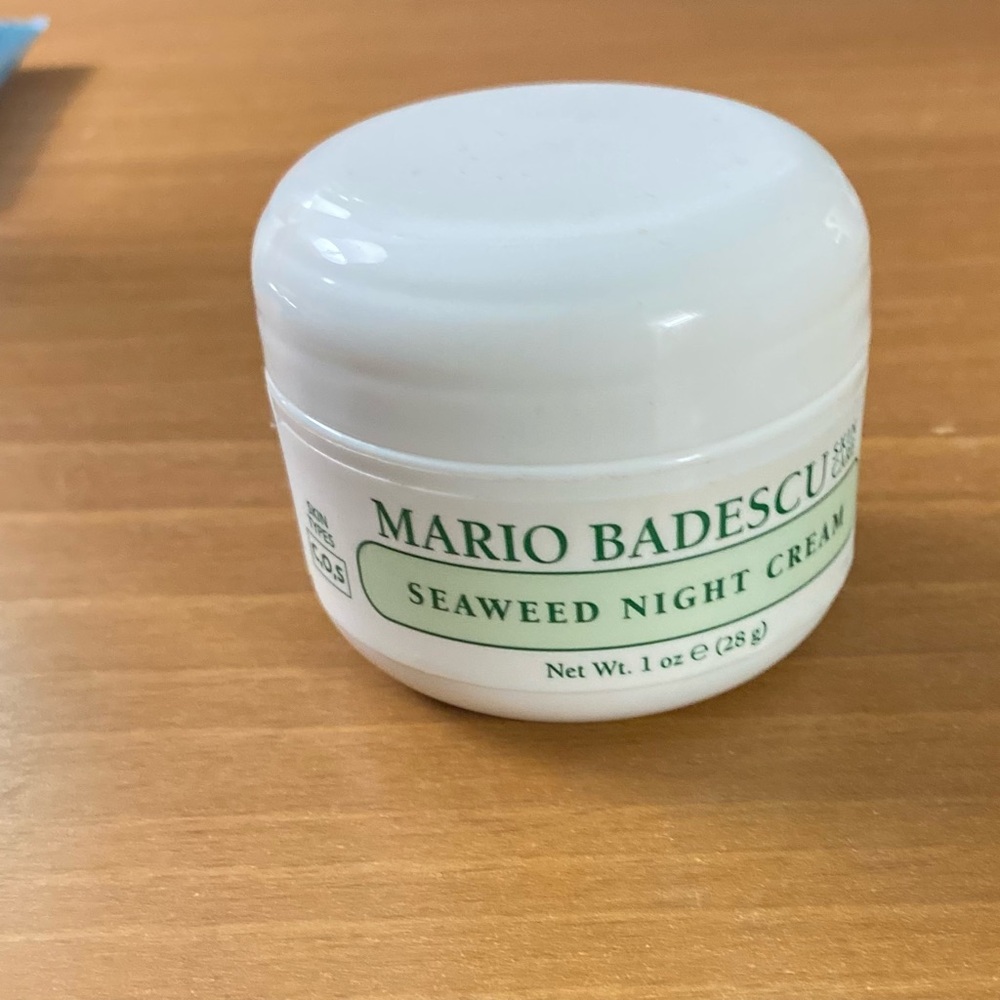 MARIO BADESCU SKIN CARE
SEAWEED NIGHT CREAM
Net Wt. 1 oz ℮ (28 g)
SKIN
TYPES
C,O,S